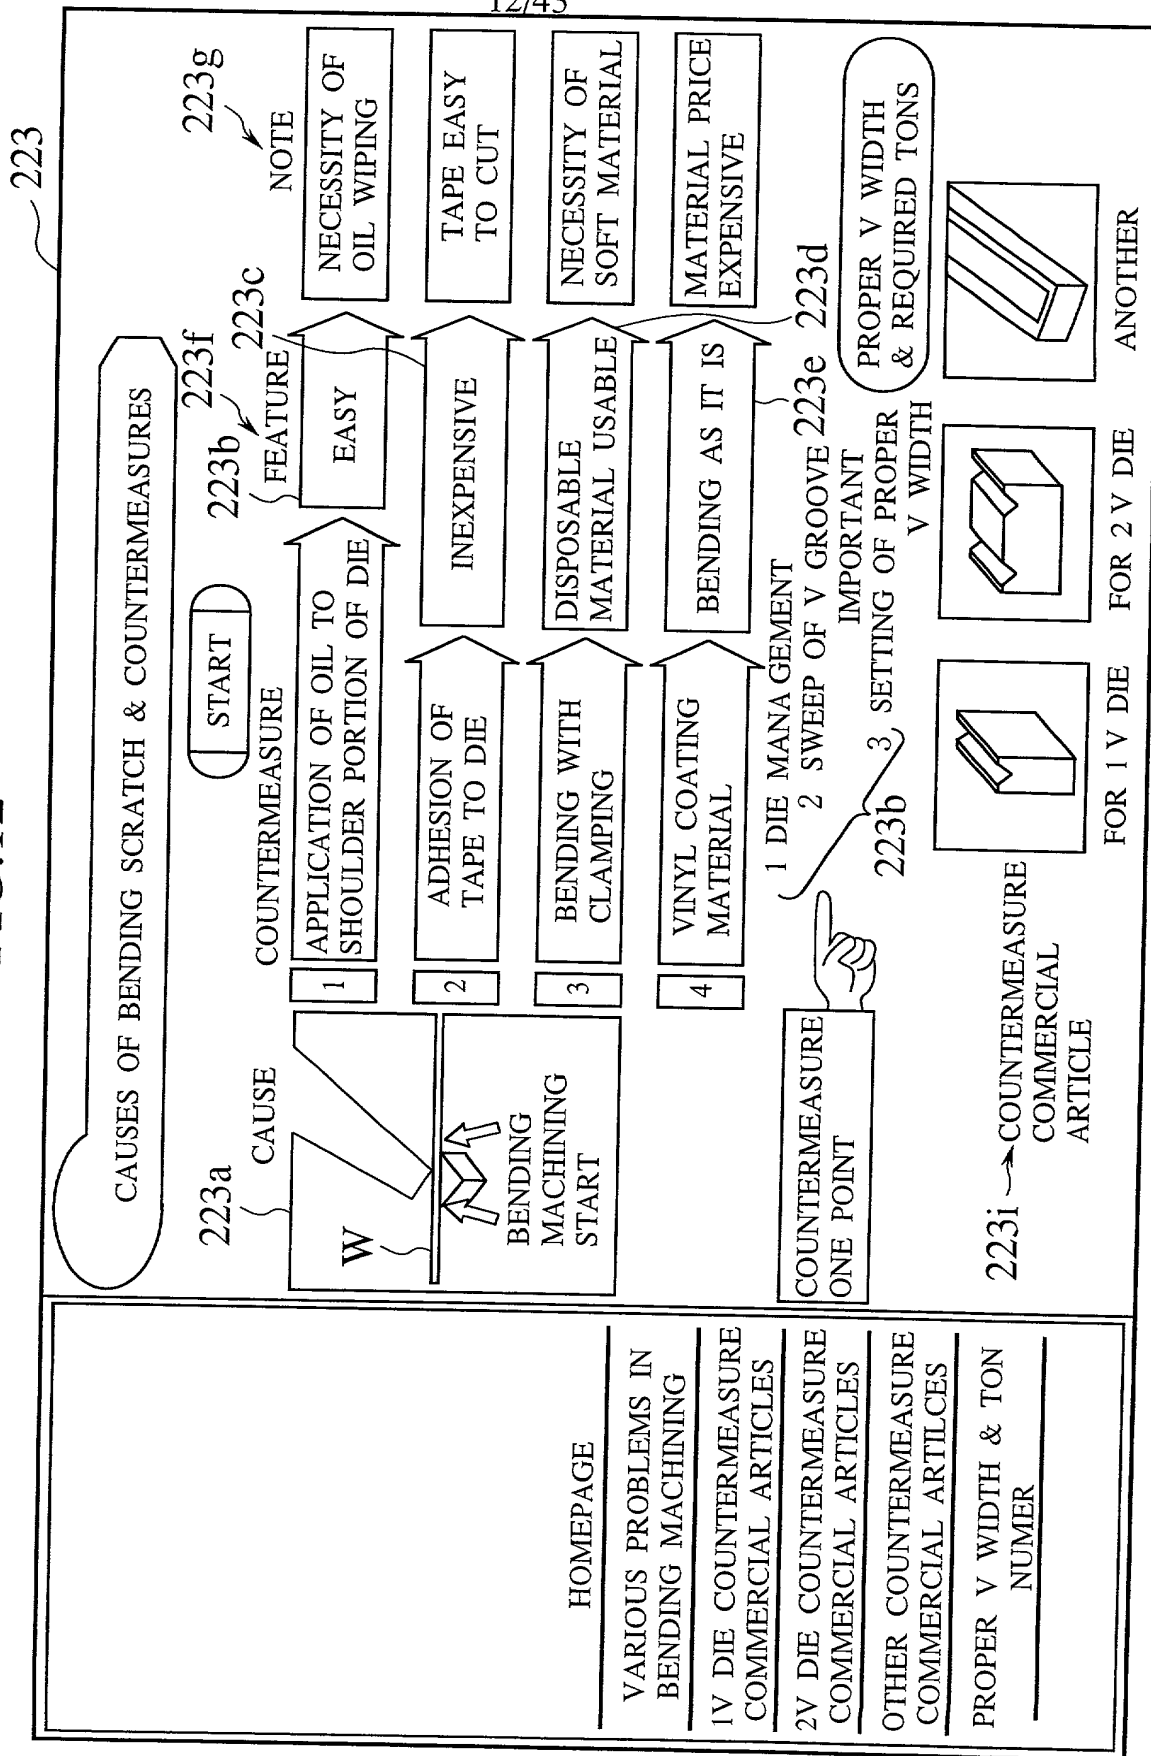 12/43
223
CAUSES OF BENDING SCRATCH & COUNTERMEASURES
START
223a
CAUSE
COUNTERMEASURE
223b
223f
FEATURE
223c
223g
NOTE
W
BENDING
MACHINING
START
1
APPLICATION OF OIL TO
SHOULDER PORTION OF DIE
EASY
NECESSITY OF
OIL WIPING
2
ADHESION OF
TAPE TO DIE
INEXPENSIVE
TAPE EASY
TO CUT
3
BENDING WITH
CLAMPING
DISPOSABLE
MATERIAL USABLE
NECESSITY OF
SOFT MATERIAL
4
VINYL COATING
MATERIAL
BENDING AS IT IS
MATERIAL PRICE
EXPENSIVE
223e
223d
COUNTERMEASURE
ONE POINT
1 DIE MANAGEMENT
2 SWEEP OF V GROOVE
IMPORTANT
3 SETTING OF PROPER
V WIDTH
223b
PROPER V WIDTH
& REQUIRED TONS
223i
COUNTERMEASURE
COMMERCIAL
ARTICLE
FOR 1 V DIE
FOR 2 V DIE
ANOTHER
HOMEPAGE
VARIOUS PROBLEMS IN
BENDING MACHINING
1V DIE COUNTERMEASURE
COMMERCIAL ARTICLES
2V DIE COUNTERMEASURE
COMMERCIAL ARTICLES
OTHER COUNTERMEASURE
COMMERCIAL ARTILCES
PROPER V WIDTH & TON
NUMER